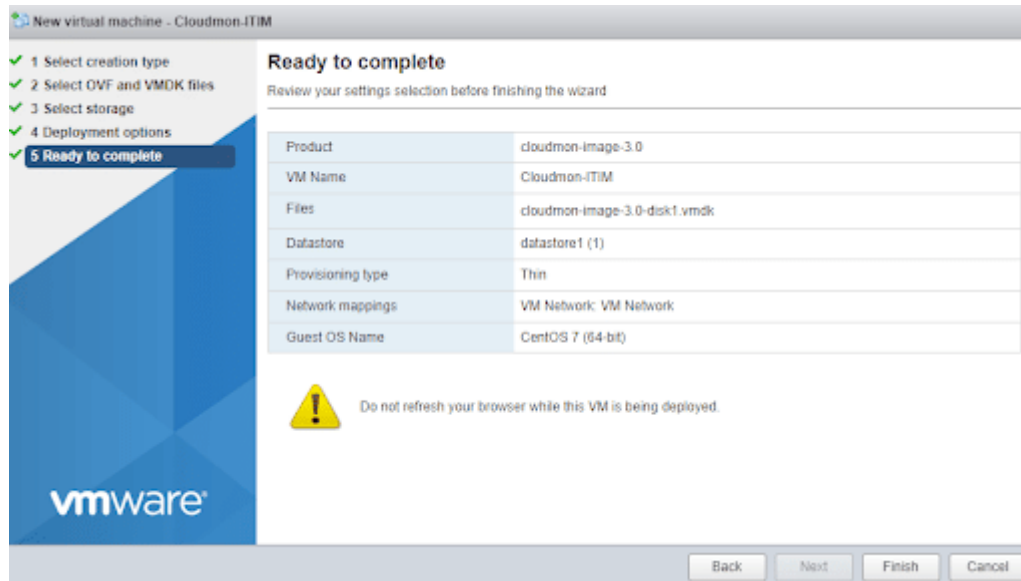 New virtual machine - Cloudmon-ITIM
1 Select creation type
2 Select OVF and VMDK files
3 Select storage
4 Deployment options
5 Ready to complete
Ready to complete
Review your settings selection before finishing the wizard
Product cloudmon-image-3.0
VM Name Cloudmon-ITIM
Files cloudmon-image-3.0-disk1.vmdk
Datastore datastore1 (1)
Provisioning type Thin
Network mappings VM Network: VM Network
Guest OS Name CentOS 7 (64-bit)
Do not refresh your browser while this VM is being deployed.
vmware®
Back Next Finish Cancel